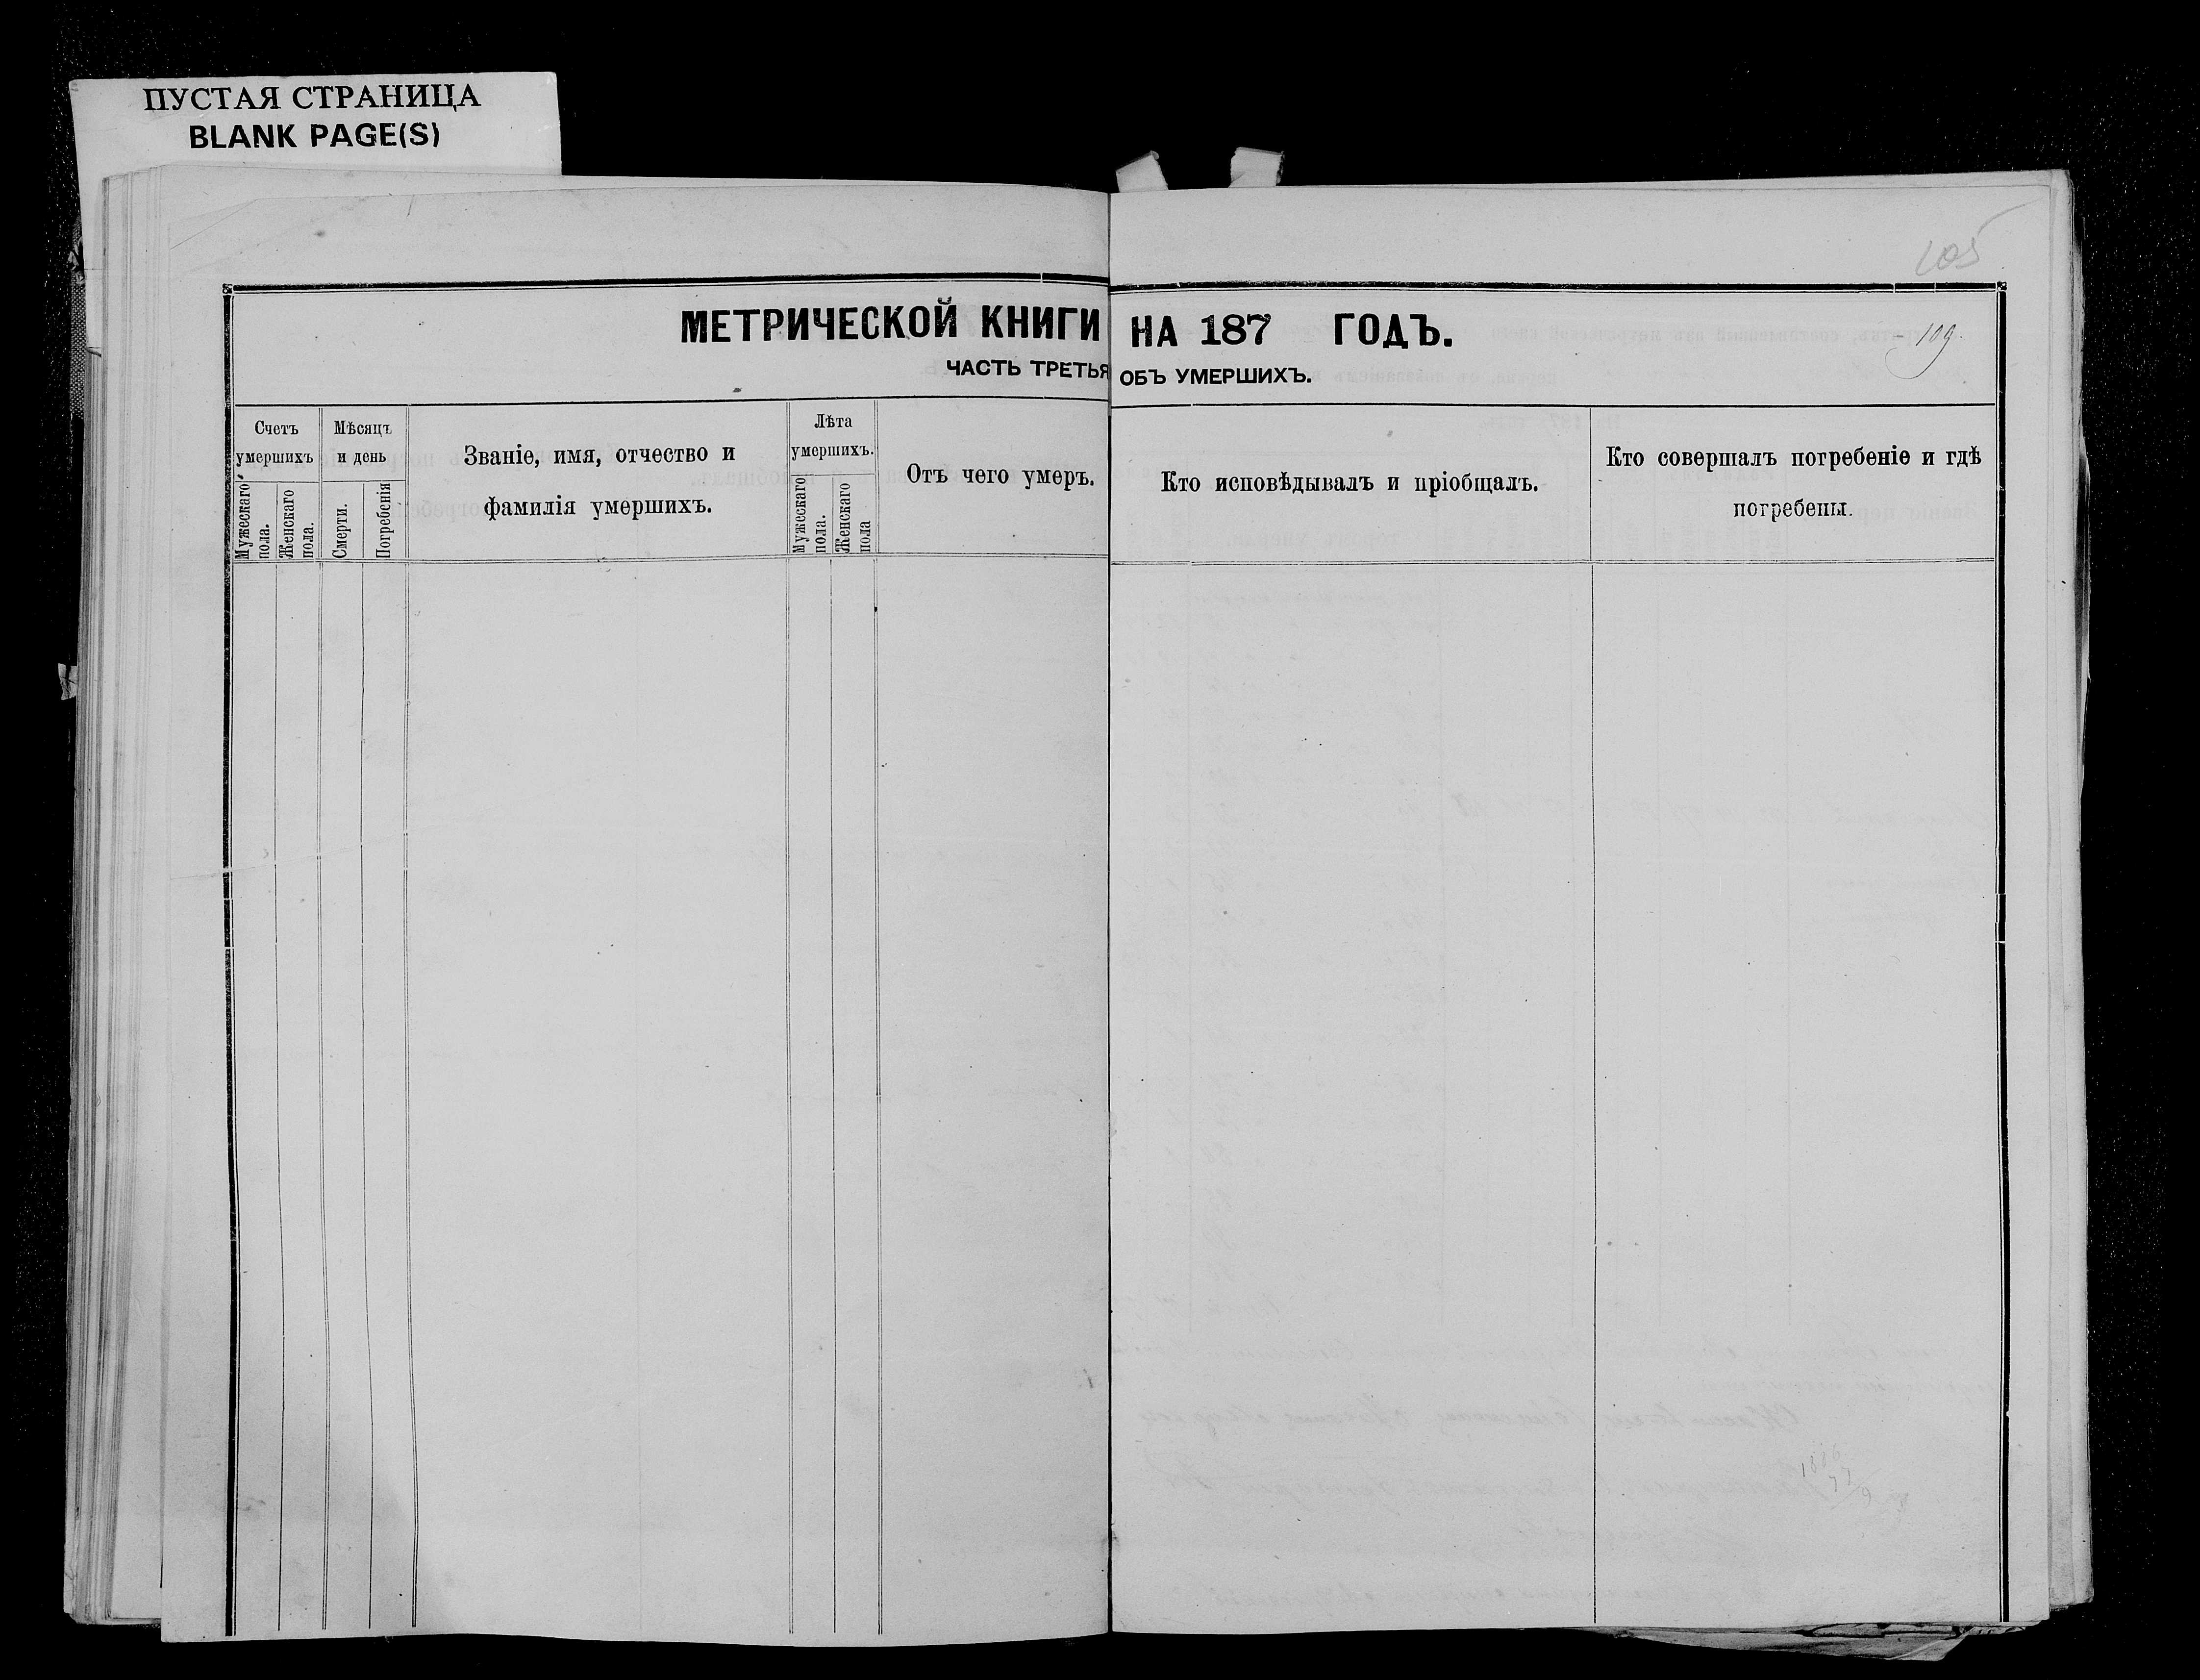 ПУСТАЯ СТРАНИЦА
BLANK PAGE(S)
105
МЕТРИЧЕСКОЙ КНИГИ НА 187 ГОДЪ.
109.
ЧАСТЬ ТРЕТЬЯ ОБЪ УМЕРШИХЪ.
Счетъ
умершихъ
Мужескаго
пола.
Женскаго
пола.
Мѣсяцъ
и день
Смерти.
Погребенія
Званіе, имя, отчество и
фамилія умершихъ.
Лѣта
умершихъ.
Мужескаго
пола.
Женскаго
пола
Отъ чего умеръ.
Кто исповѣдывалъ и пріобщалъ.
Кто совершалъ погребеніе и гдѣ
погребены.